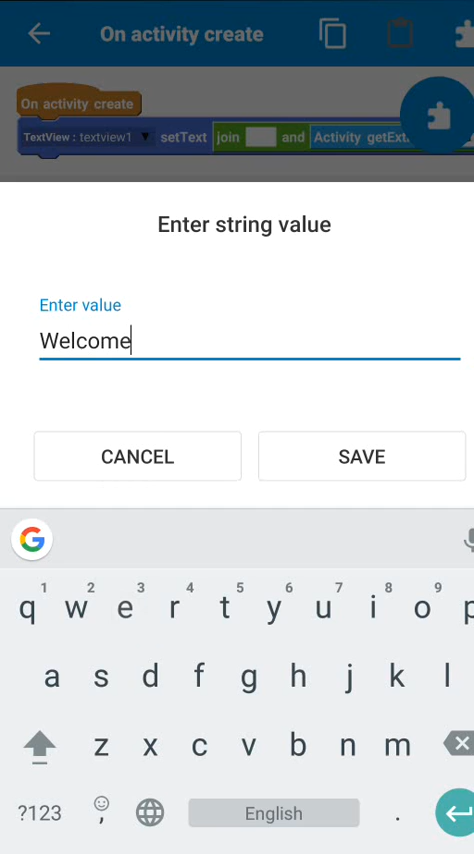 On activity create
On activity create
TextView : textview1 setText join and Activity getExt
Enter string value
Enter value
Welcome
CANCEL SAVE
G
1 2 3 4 5 6 7 8 9
q w e r t y u i o p
a s d f g h j k l
z x c v b n m
?123 , English .